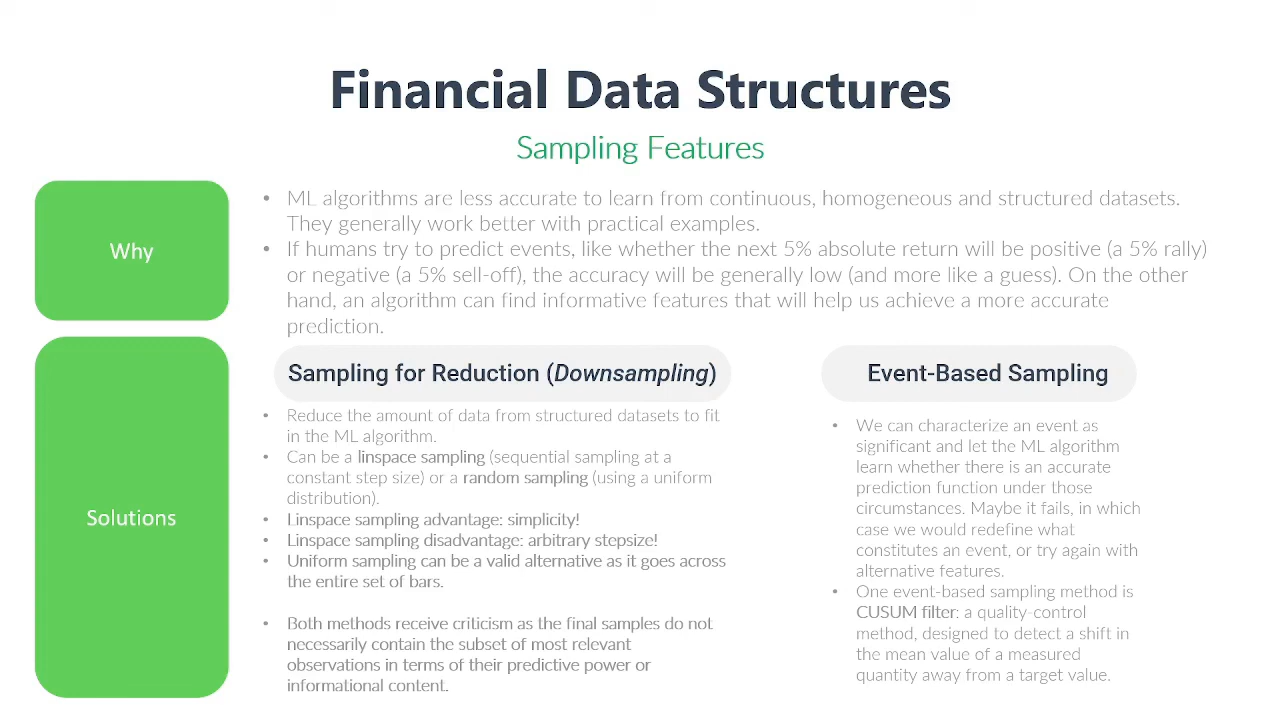 Financial Data Structures
Sampling Features
Why
• ML algorithms are less accurate to learn from continuous, homogeneous and structured datasets.
They generally work better with practical examples.
• If humans try to predict events, like whether the next 5% absolute return will be positive (a 5% rally)
or negative (a 5% sell-off), the accuracy will be generally low (and more like a guess). On the other
hand, an algorithm can find informative features that will help us achieve a more accurate
prediction.
Solutions
Sampling for Reduction (Downsampling)
• Reduce the amount of data from structured datasets to fit
in the ML algorithm.
• Can be a linspace sampling (sequential sampling at a
constant step size) or a random sampling (using a uniform
distribution).
• Linspace sampling advantage: simplicity!
• Linspace sampling disadvantage: arbitrary stepsize!
• Uniform sampling can be a valid alternative as it goes across
the entire set of bars.
• Both methods receive criticism as the final samples do not
necessarily contain the subset of most relevant
observations in terms of their predictive power or
informational content.
Event-Based Sampling
• We can characterize an event as
significant and let the ML algorithm
learn whether there is an accurate
prediction function under those
circumstances. Maybe it fails, in which
case we would redefine what
constitutes an event, or try again with
alternative features.
• One event-based sampling method is
CUSUM filter: a quality-control
method, designed to detect a shift in
the mean value of a measured
quantity away from a target value.